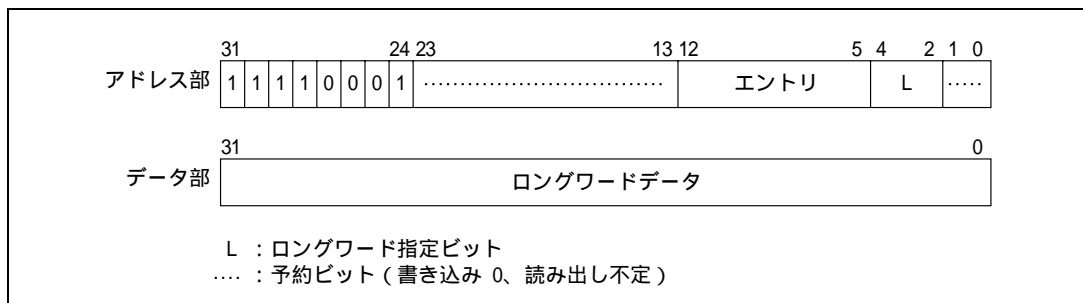 31 24 23 13 12 5 4 2 1 0
アドレス部 1 1 1 1 0 0 0 1 ................................ エントリ L .....
31 0
データ部 ロングワードデータ
L :ロングワード指定ビット
.... :予約ビット(書き込み 0、読み出し不定)